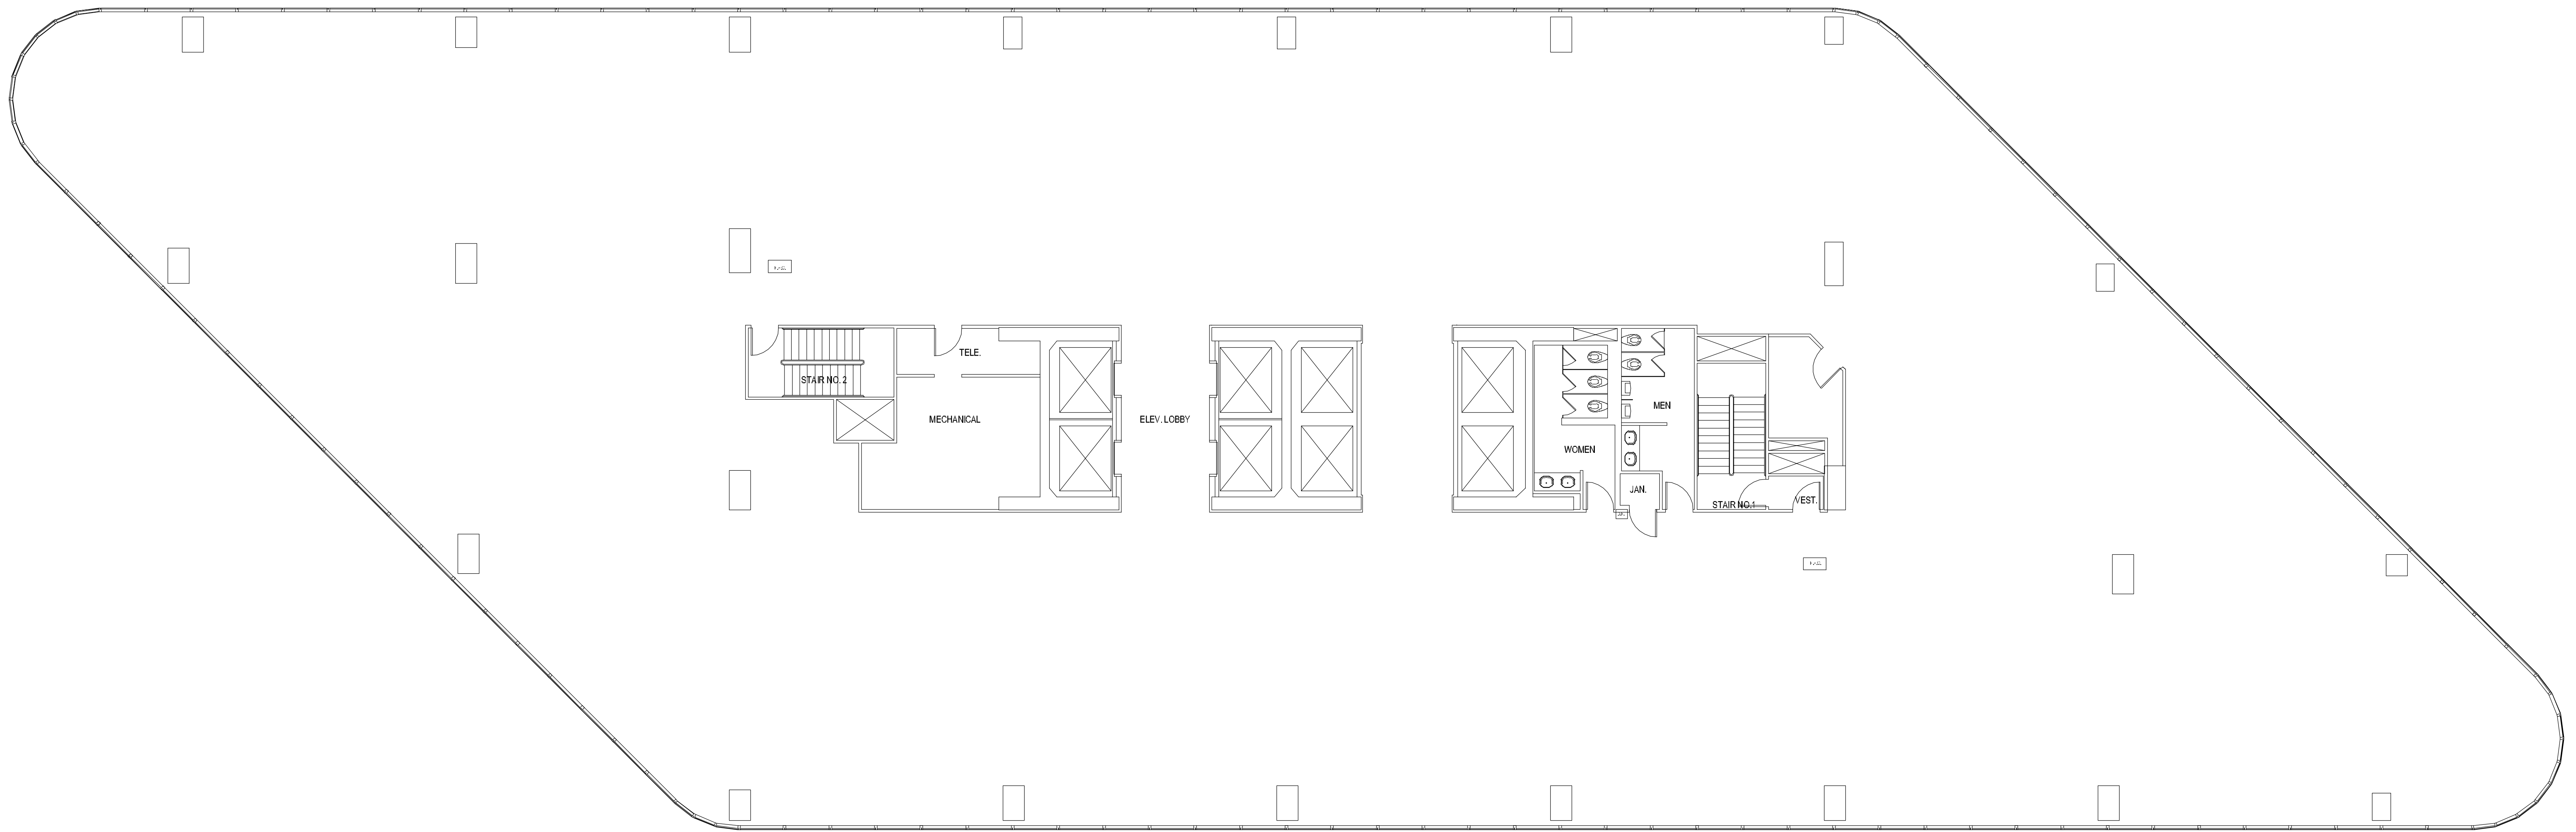 TELE.
STAIR NO. 2
MEN
MECHANICAL
ELEV. LOBBY
WOMEN
JAN.
VEST.
STAIR NO.1